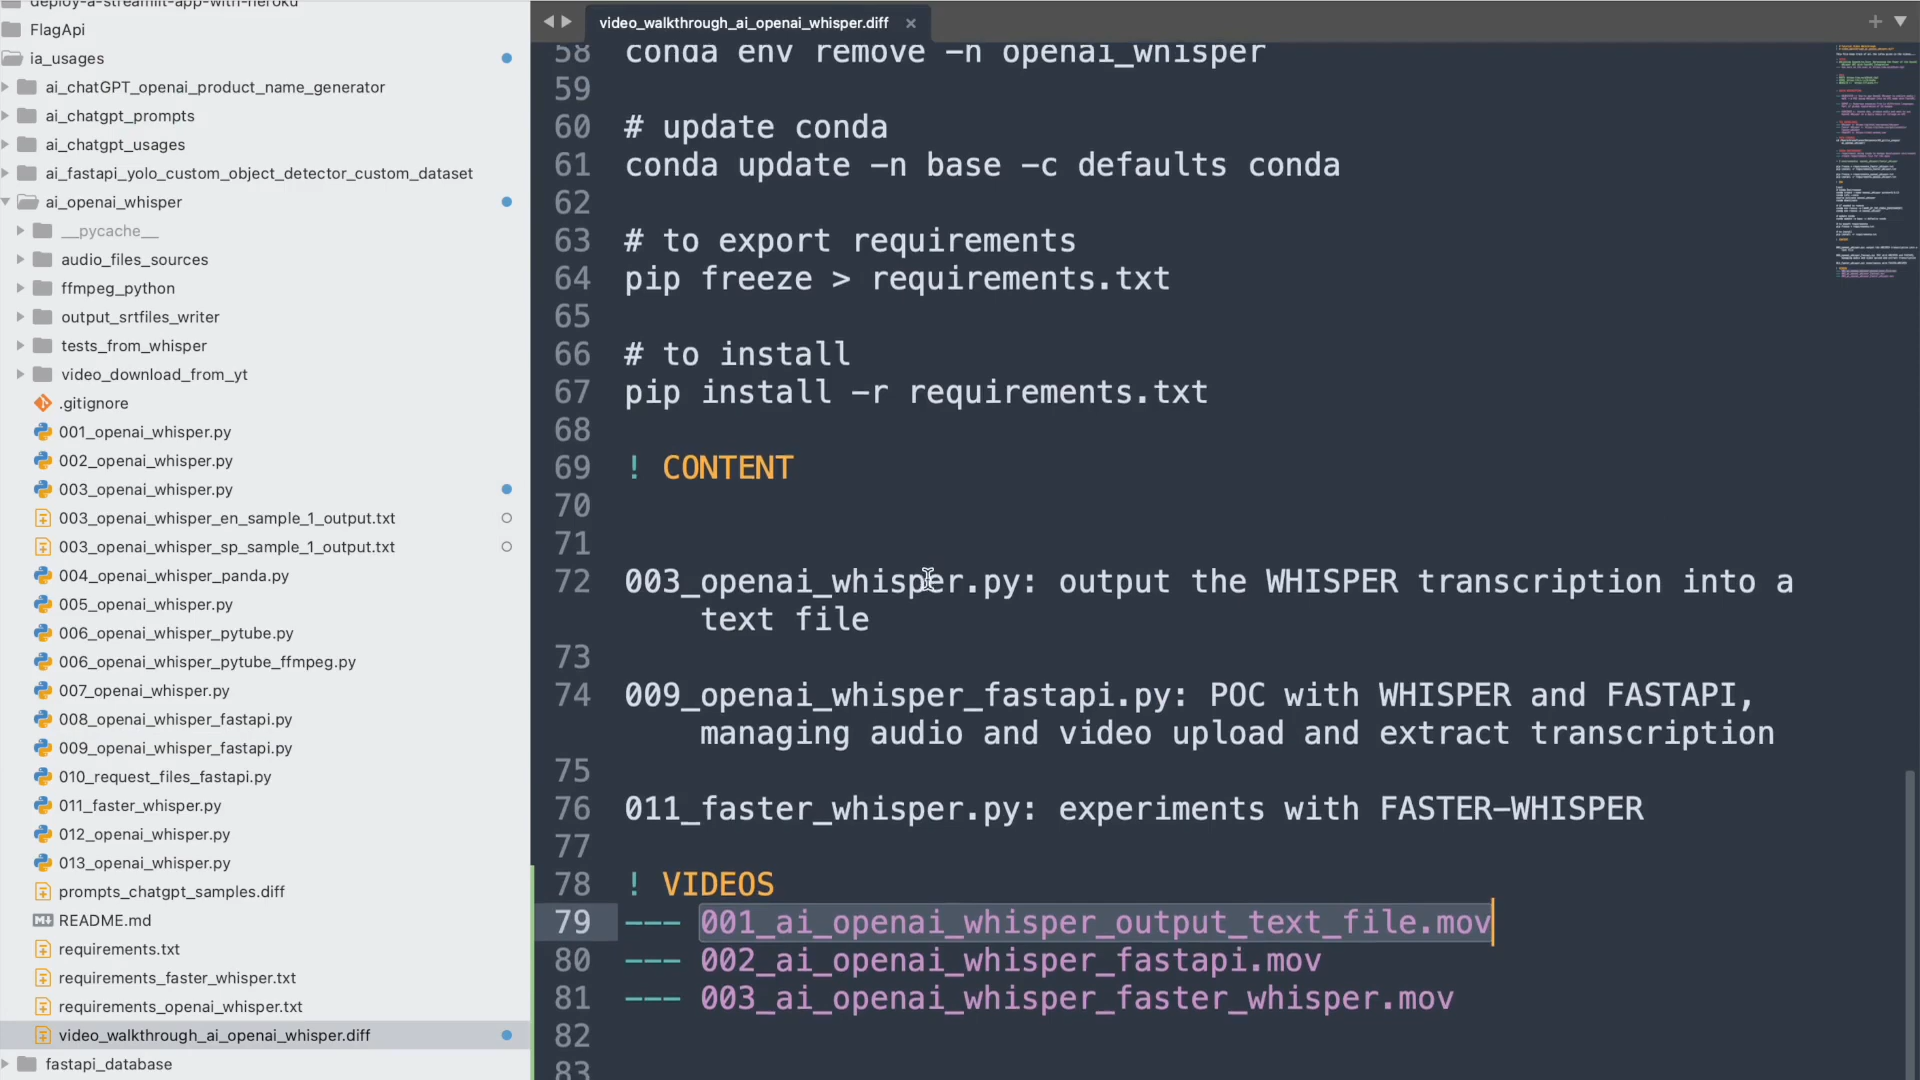 deploy-a-streamlit-app-with-heroku
FlagApi
ia_usages
ai_chatGPT_openai_product_name_generator
ai_chatgpt_prompts
ai_chatgpt_usages
ai_fastapi_yolo_custom_object_detector_custom_dataset
ai_openai_whisper
__pycache__
audio_files_sources
ffmpeg_python
output_srtfiles_writer
tests_from_whisper
video_download_from_yt
.gitignore
001_openai_whisper.py
002_openai_whisper.py
003_openai_whisper.py
003_openai_whisper_en_sample_1_output.txt
003_openai_whisper_sp_sample_1_output.txt
004_openai_whisper_panda.py
005_openai_whisper.py
006_openai_whisper_pytube.py
006_openai_whisper_pytube_ffmpeg.py
007_openai_whisper.py
008_openai_whisper_fastapi.py
009_openai_whisper_fastapi.py
010_request_files_fastapi.py
011_faster_whisper.py
012_openai_whisper.py
013_openai_whisper.py
prompts_chatgpt_samples.diff
README.md
requirements.txt
requirements_faster_whisper.txt
requirements_openai_whisper.txt
video_walkthrough_ai_openai_whisper.diff
fastapi_database
video_walkthrough_ai_openai_whisper.diff ×
58 conda env remove -n openai_whisper
59
60 # update conda
61 conda update -n base -c defaults conda
62
63 # to export requirements
64 pip freeze > requirements.txt
65
66 # to install
67 pip install -r requirements.txt
68
69 ! CONTENT
70
71
72 003_openai_whisper.py: output the WHISPER transcription into a
text file
73
74 009_openai_whisper_fastapi.py: POC with WHISPER and FASTAPI,
managing audio and video upload and extract transcription
75
76 011_faster_whisper.py: experiments with FASTER-WHISPER
77
78 ! VIDEOS
79 --- 001_ai_openai_whisper_output_text_file.mov
80 --- 002_ai_openai_whisper_fastapi.mov
81 --- 003_ai_openai_whisper_faster_whisper.mov
82
83